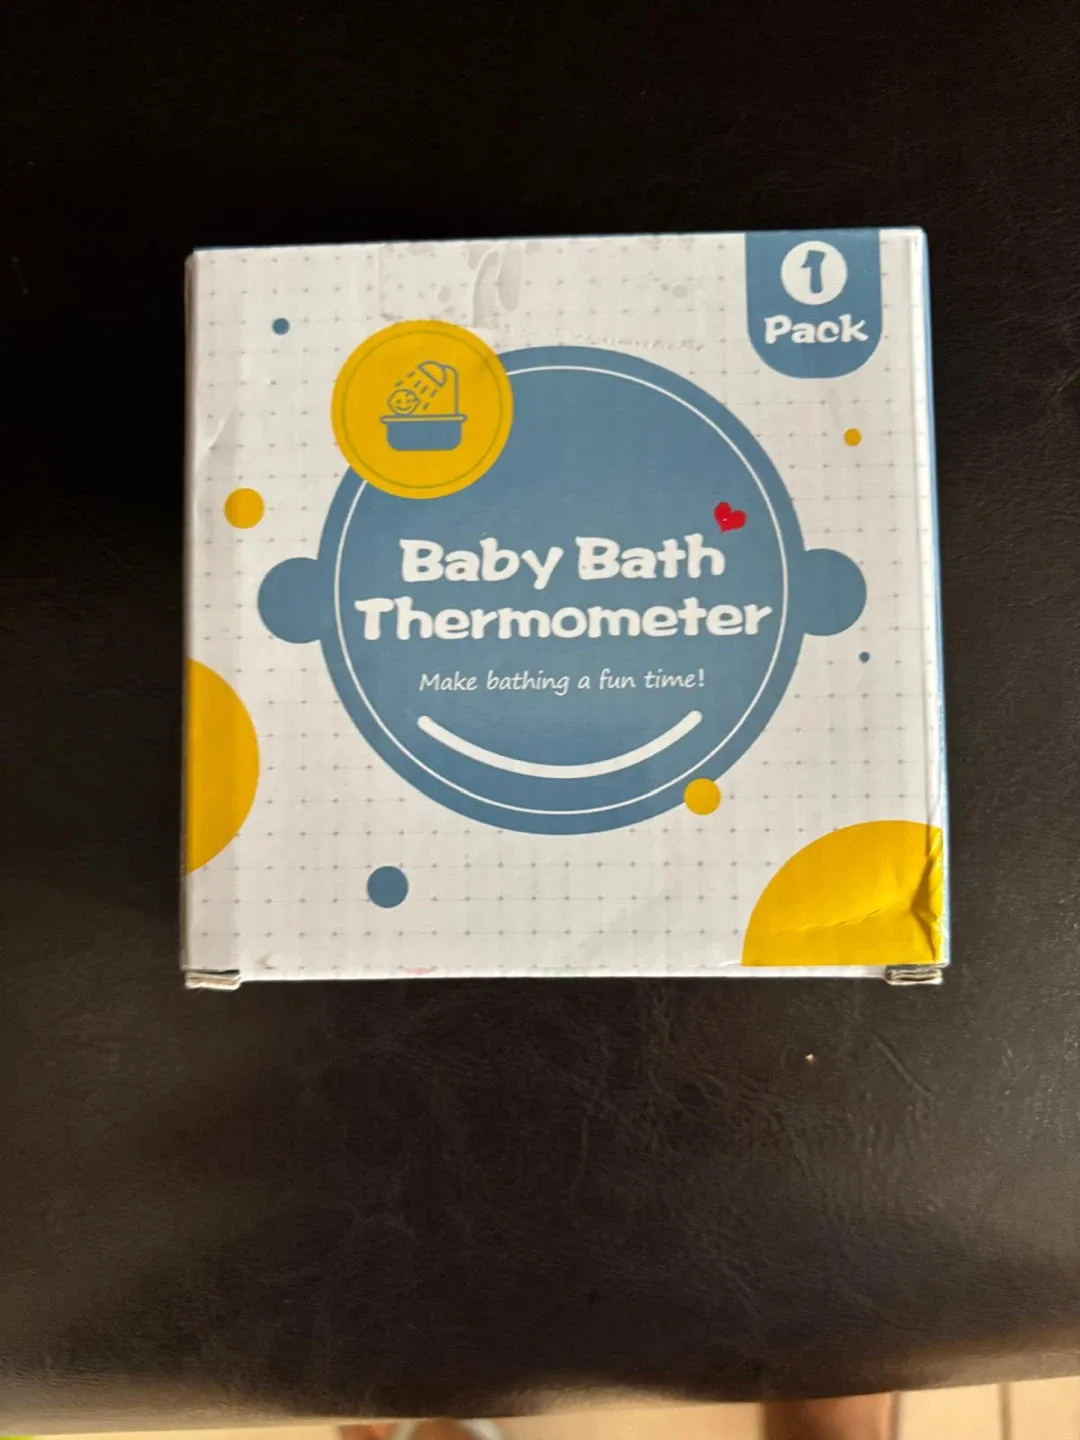 1
Pack
Baby Bath
Thermometer
Make bathing a fun time!